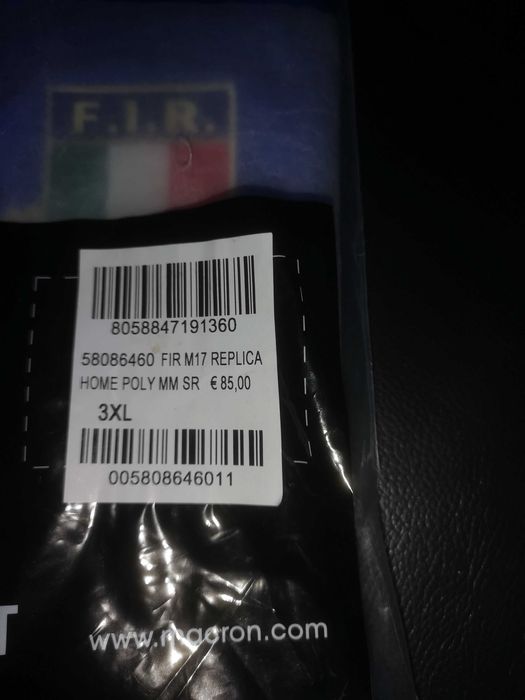 F.I.R.
8058847191360
58086460 FIR M17 REPLICA
HOME POLY MM SR € 85,00
3XL
005808646011
T
www.macron.com